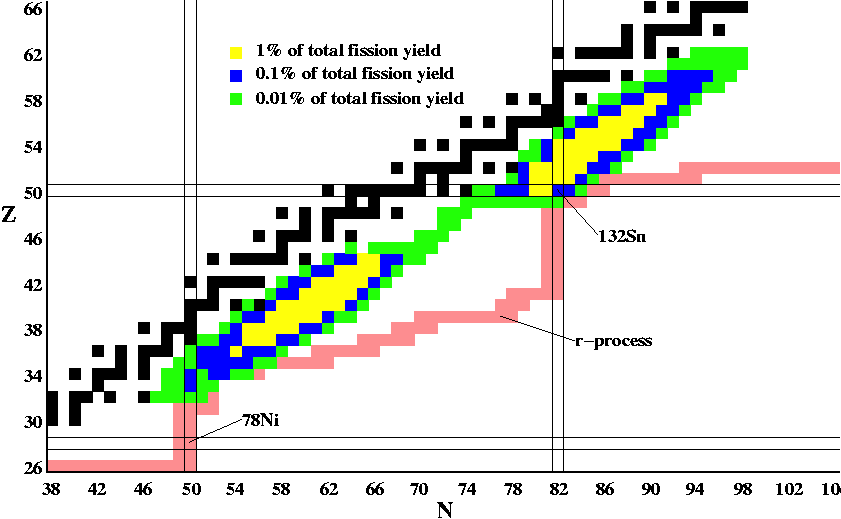 66
62
58
54
50
46
42
38
34
30
26
Z
1% of total fission yield
0.1% of total fission yield
0.01% of total fission yield
132Sn
r-process
78Ni
38 42 46 50 54 58 62 66 70 74 78 82 86 90 94 98 102
N